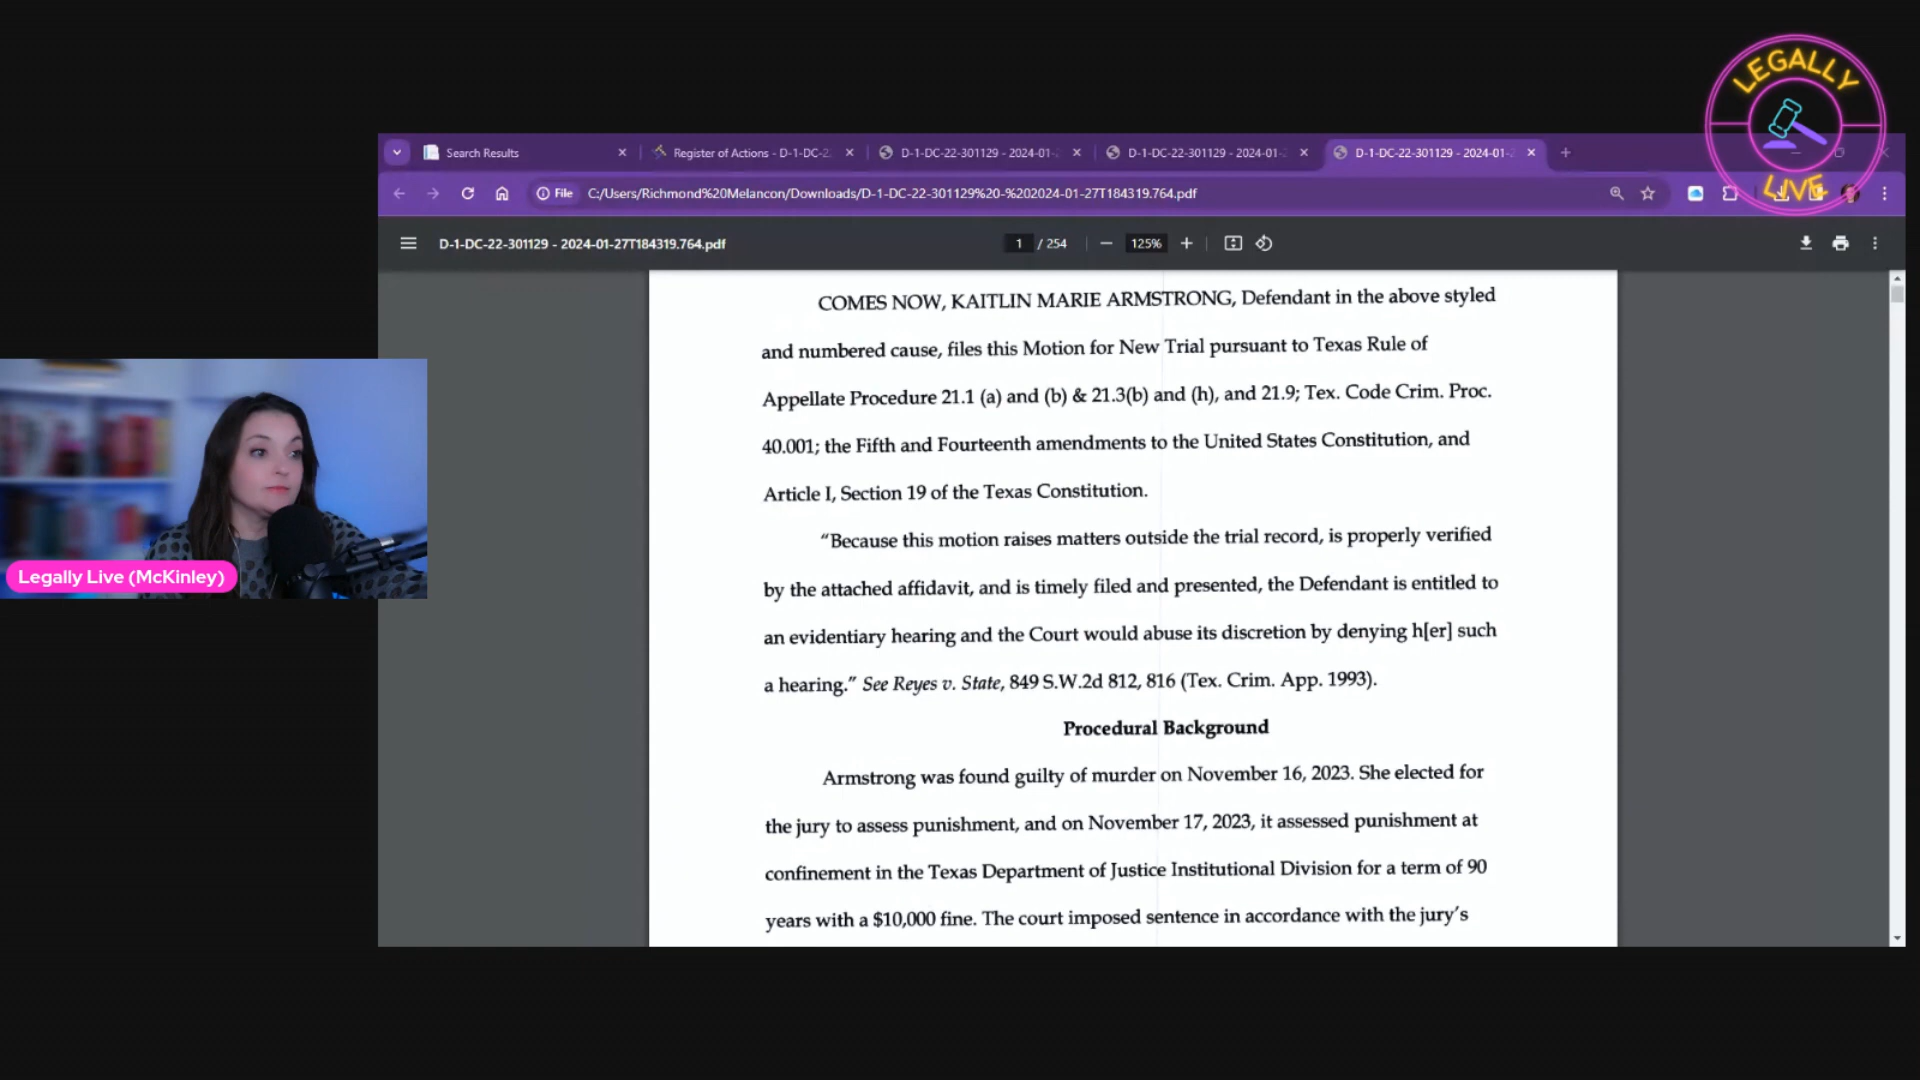 LEGALLY
LIVE
Search Results
Register of Actions - D-1-DC-2
D-1-DC-22-301129 - 2024-01-
D-1-DC-22-301129 - 2024-01-
D-1-DC-22-301129 - 2024-01-
File
C:/Users/Richmond%20Melancon/Downloads/D-1-DC-22-301129%20-%202024-01-27T184319.764.pdf
D-1-DC-22-301129 - 2024-01-27T184319.764.pdf
1 / 254
125%
COMES NOW, KAITLIN MARIE ARMSTRONG, Defendant in the above styled
and numbered cause, files this Motion for New Trial pursuant to Texas Rule of
Appellate Procedure 21.1 (a) and (b) & 21.3(b) and (h), and 21.9; Tex. Code Crim. Proc.
40.001; the Fifth and Fourteenth amendments to the United States Constitution, and
Article I, Section 19 of the Texas Constitution.
“Because this motion raises matters outside the trial record, is properly verified
by the attached affidavit, and is timely filed and presented, the Defendant is entitled to
an evidentiary hearing and the Court would abuse its discretion by denying h[er] such
a hearing.” See Reyes v. State, 849 S.W.2d 812, 816 (Tex. Crim. App. 1993).
Procedural Background
Armstrong was found guilty of murder on November 16, 2023. She elected for
the jury to assess punishment, and on November 17, 2023, it assessed punishment at
confinement in the Texas Department of Justice Institutional Division for a term of 90
years with a $10,000 fine. The court imposed sentence in accordance with the jury’s
Legally Live (McKinley)